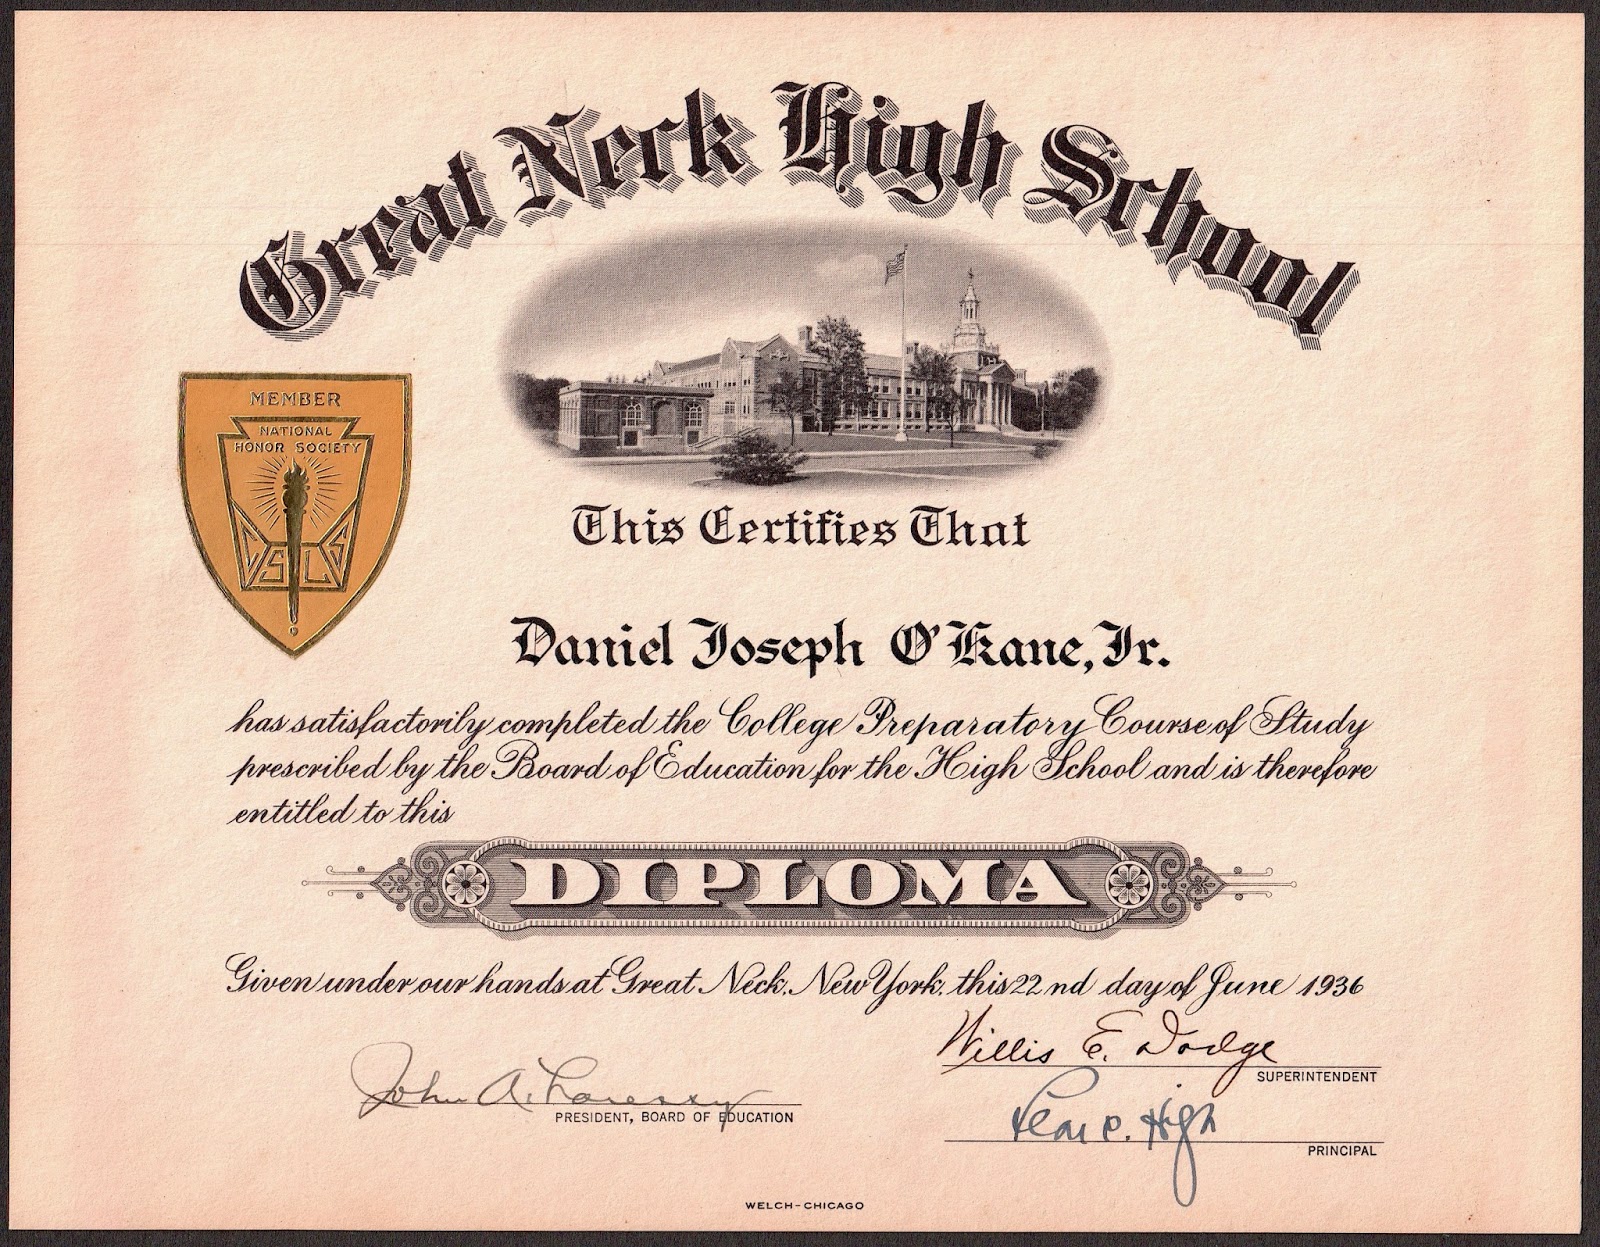 Great Neck High School
MEMBER
NATIONAL
HONOR SOCIETY
C S L S
This Certifies That
Daniel Joseph O'Kane, Jr.
has satisfactorily completed the College Preparatory Course of Study
prescribed by the Board of Education for the High School and is therefore
entitled to this
DIPLOMA
Given under our hands at Great Neck, New York, this 22nd day of June 1936
Willis E. Dodge
SUPERINTENDENT
John A.
PRESIDENT, BOARD OF EDUCATION
C. High
PRINCIPAL
WELCH-CHICAGO